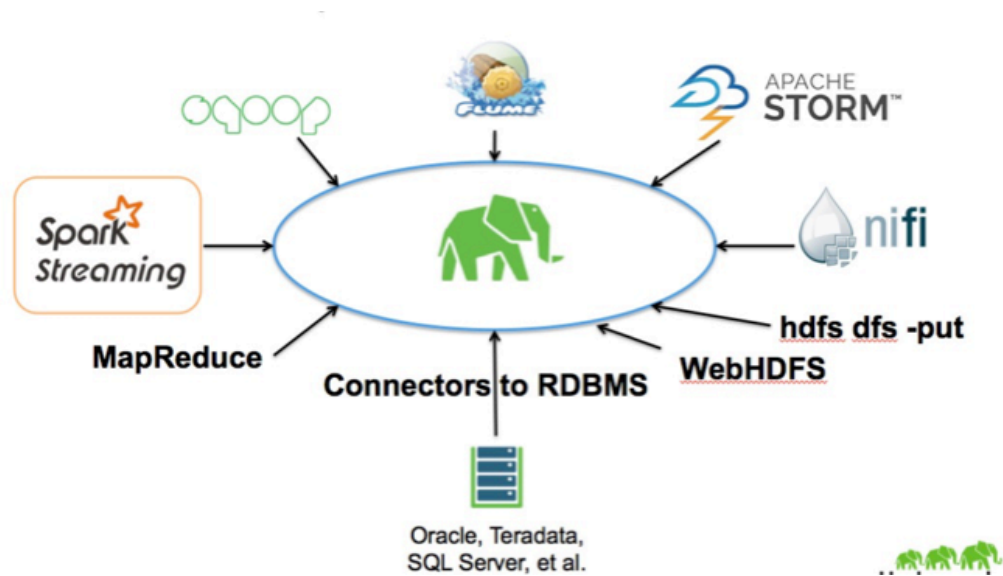 sqoop
FLUME
APACHE
STORM™
Spark
Streaming
nifi
MapReduce
hdfs dfs -put
WebHDFS
Connectors to RDBMS
Oracle, Teradata,
SQL Server, et al.